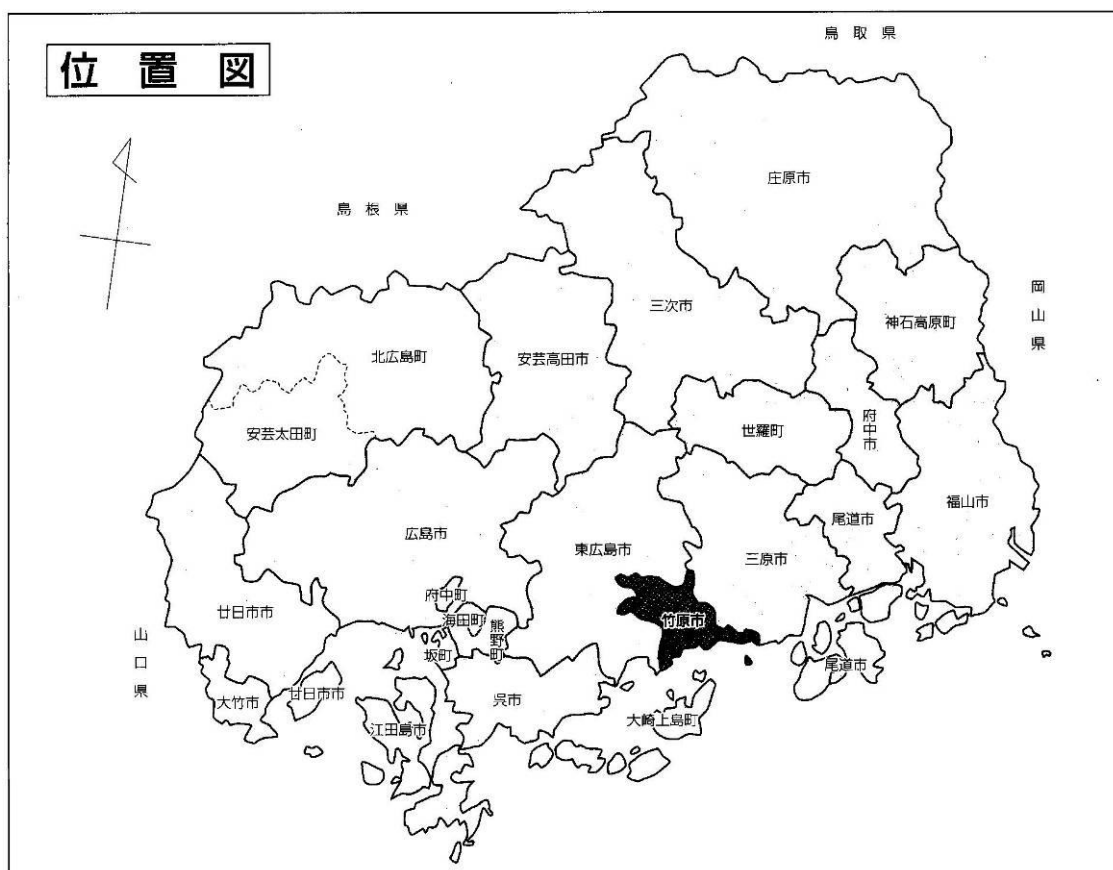 位置図
鳥取県
島根県
岡山県
山口県
庄原市
三次市
神石高原町
北広島町
安芸高田市
安芸太田町
世羅町
府中市
福山市
尾道市
広島市
東広島市
三原市
府中町
海田町
熊野町
坂町
竹原市
廿日市市
廿日市市
大竹市
江田島市
呉市
大崎上島町
尾道市